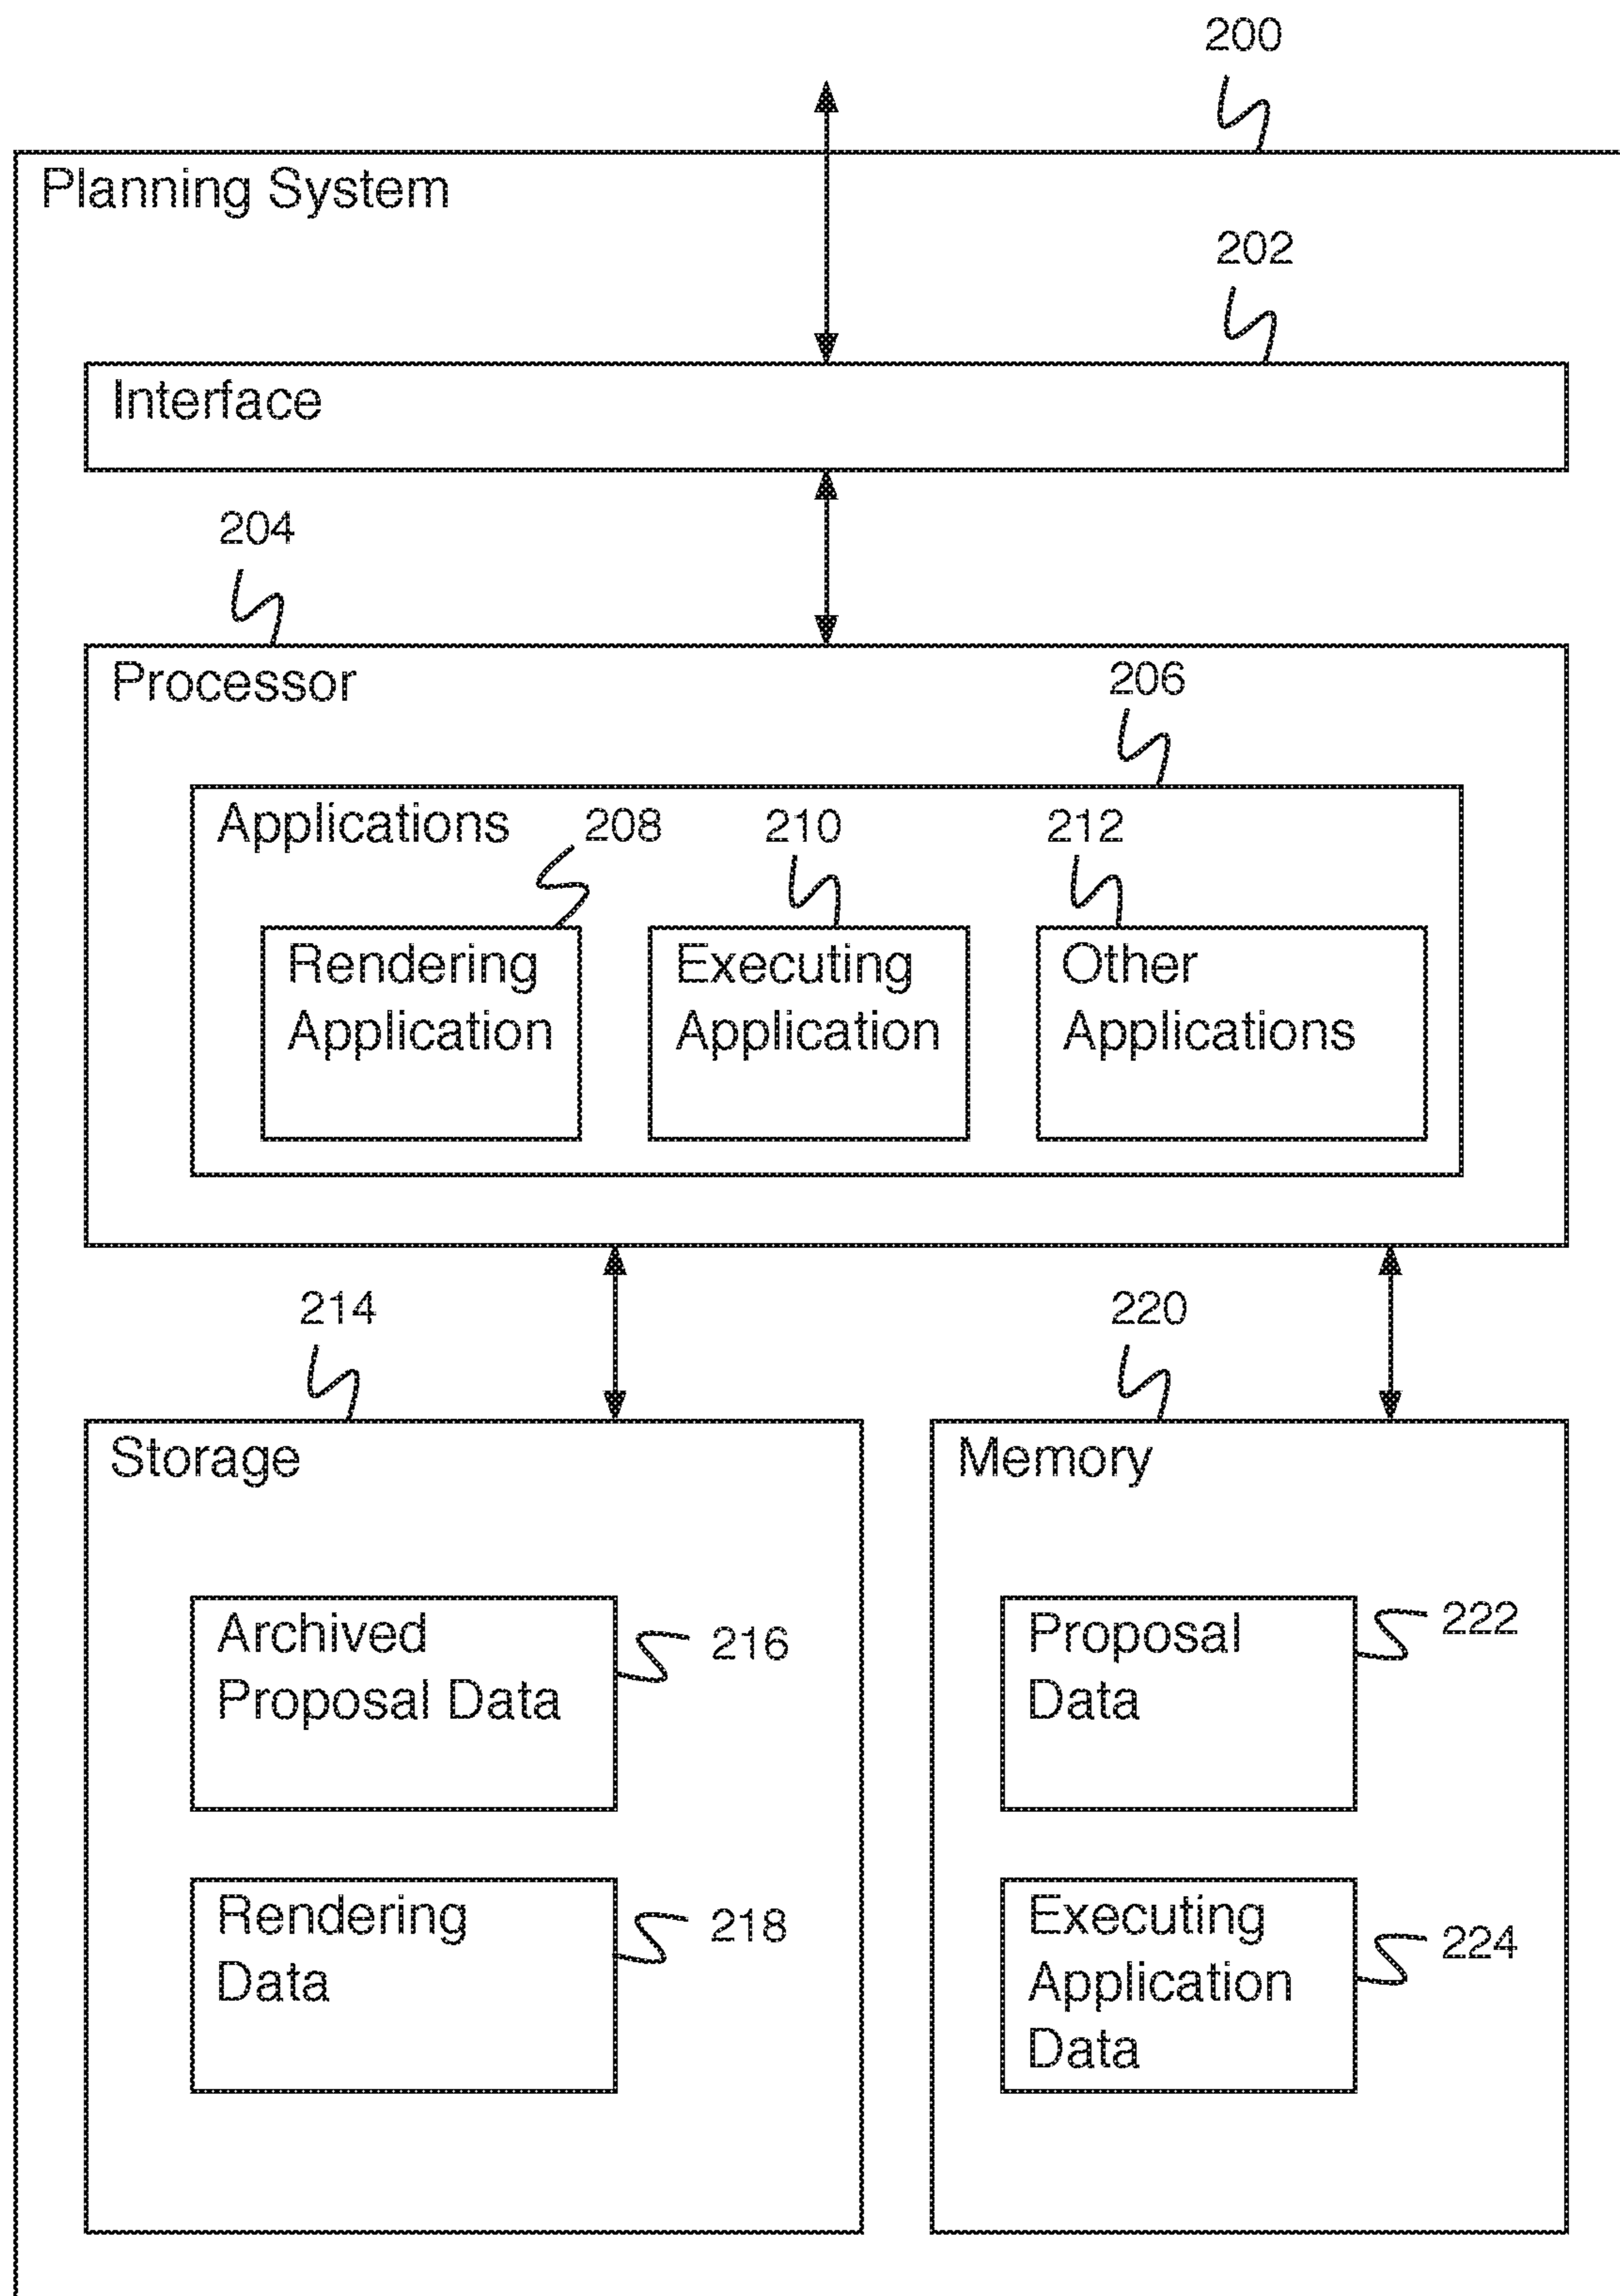 200
Planning System
202
Interface
204
Processor
206
Applications
208
210
212
Rendering
Application
Executing
Application
Other
Applications
214
220
Storage
Memory
Archived
Proposal Data
216
Proposal
Data
222
Rendering
Data
218
Executing
Application
Data
224